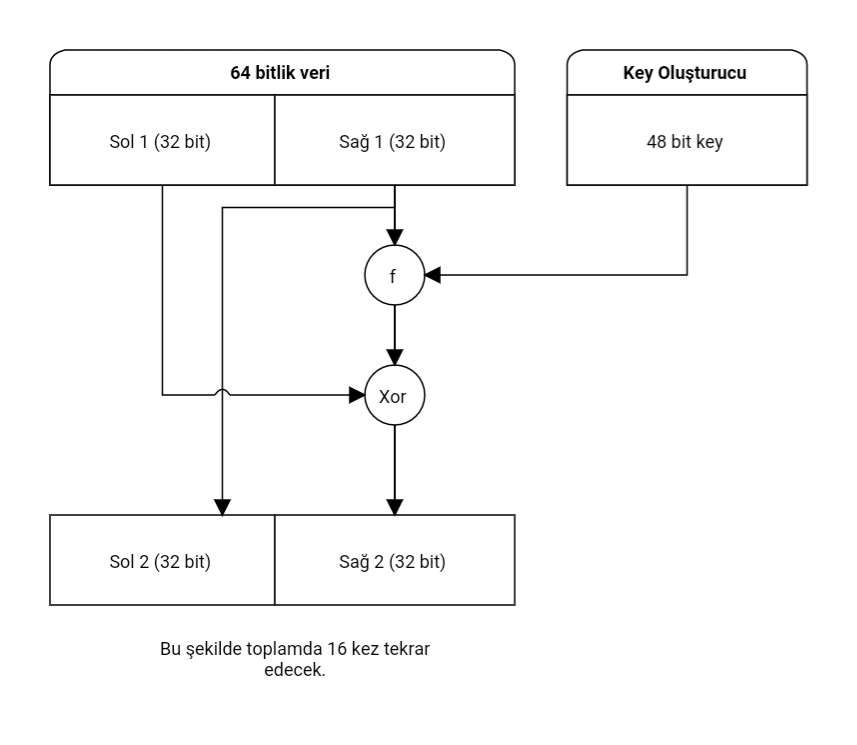 64 bitlik veri
Key Oluşturucu
Sol 1 (32 bit)
Sağ 1 (32 bit)
48 bit key
f
Xor
Sol 2 (32 bit)
Sağ 2 (32 bit)
Bu şekilde toplamda 16 kez tekrar
edecek.